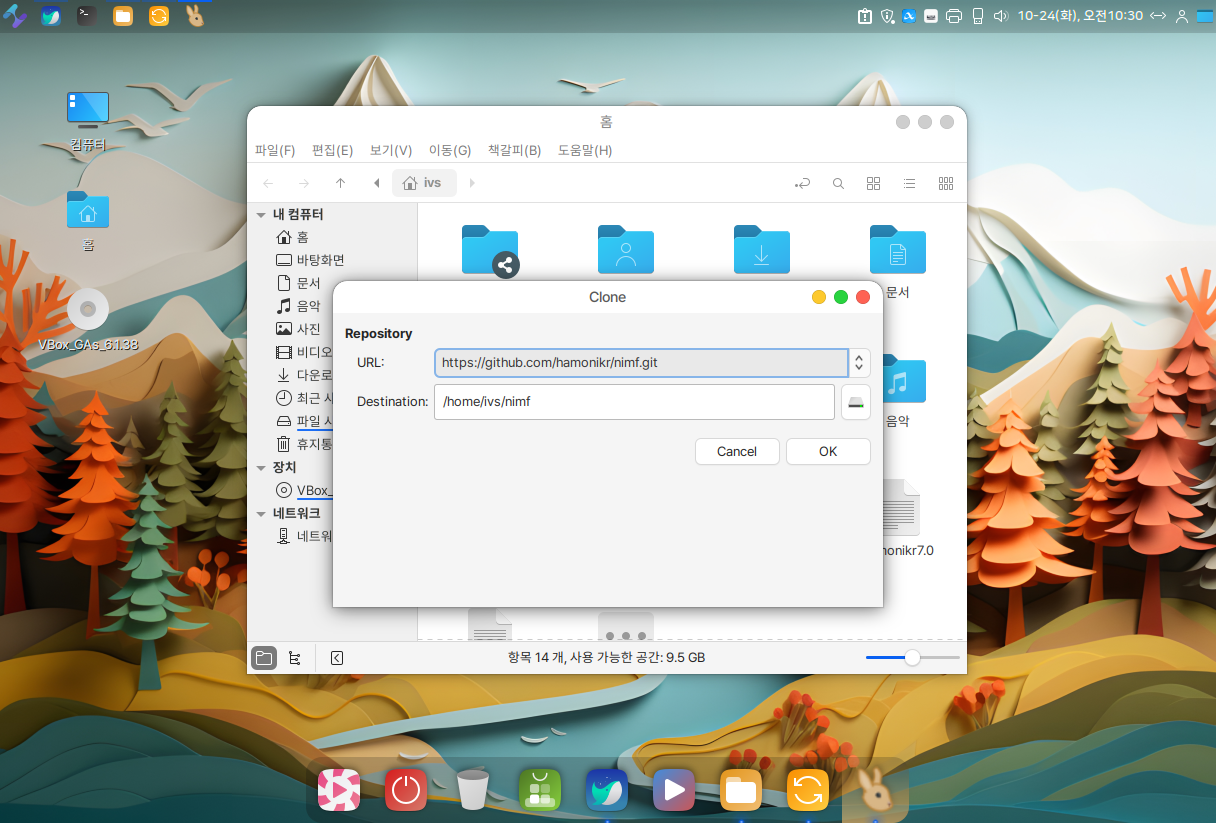 10-24(화), 오전10:30
컴퓨터
홈
VBox_GAs_6.1.38
홈
파일(F) 편집(E) 보기(V) 이동(G) 책갈피(B) 도움말(H)
ivs
내 컴퓨터
홈
바탕화면
문서
음악
사진
비디오
다운로
최근 사
파일 시
휴지통
장치
VBox_
네트워크
네트워
문서
음악
monikr7.0
Clone
Repository
URL: https://github.com/hamonikr/nimf.git
Destination: /home/ivs/nimf
Cancel OK
항목 14 개, 사용 가능한 공간: 9.5 GB